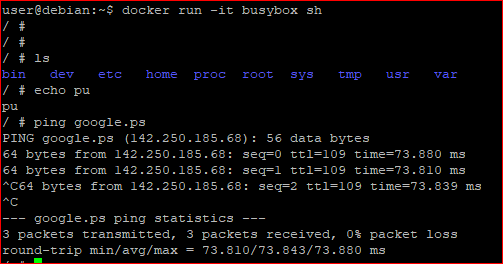 user@debian:~$ docker run -it busybox sh
/ #
/ #
/ # ls
bin dev etc home proc root sys tmp usr var
/ # echo pu
pu
/ # ping google.ps
PING google.ps (142.250.185.68): 56 data bytes
64 bytes from 142.250.185.68: seq=0 ttl=109 time=73.880 ms
64 bytes from 142.250.185.68: seq=1 ttl=109 time=73.810 ms
^C64 bytes from 142.250.185.68: seq=2 ttl=109 time=73.839 ms
^C
--- google.ps ping statistics ---
3 packets transmitted, 3 packets received, 0% packet loss
round-trip min/avg/max = 73.810/73.843/73.880 ms
/ #